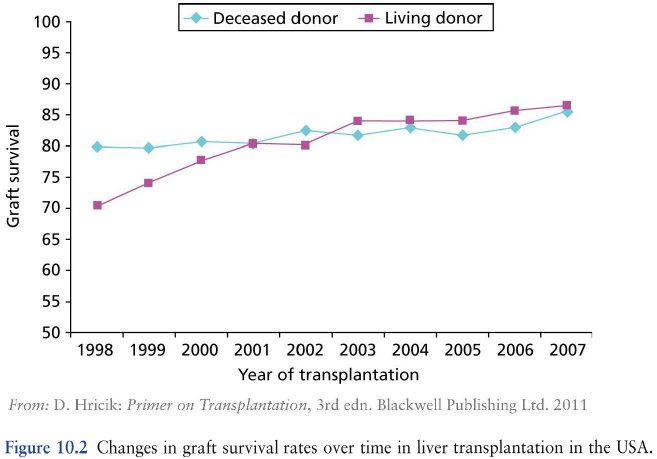 Deceased donor Living donor
100
95
90
85
80
75
70
65
60
55
50
Graft survival
1998 1999 2000 2001 2002 2003 2004 2005 2006 2007
Year of transplantation
From: D. Hricik: Primer on Transplantation, 3rd edn. Blackwell Publishing Ltd. 2011
Figure 10.2 Changes in graft survival rates over time in liver transplantation in the USA.